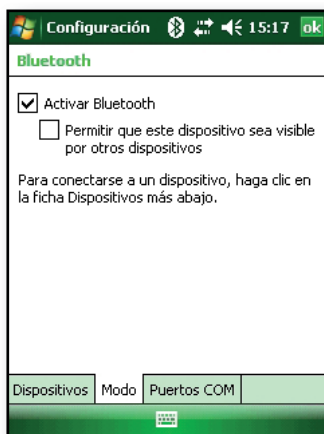 Configuración 15:17 ok
Bluetooth
Activar Bluetooth
Permitir que este dispositivo sea visible
por otros dispositivos
Para conectarse a un dispositivo, haga clic en
la ficha Dispositivos más abajo.
Dispositivos Modo Puertos COM